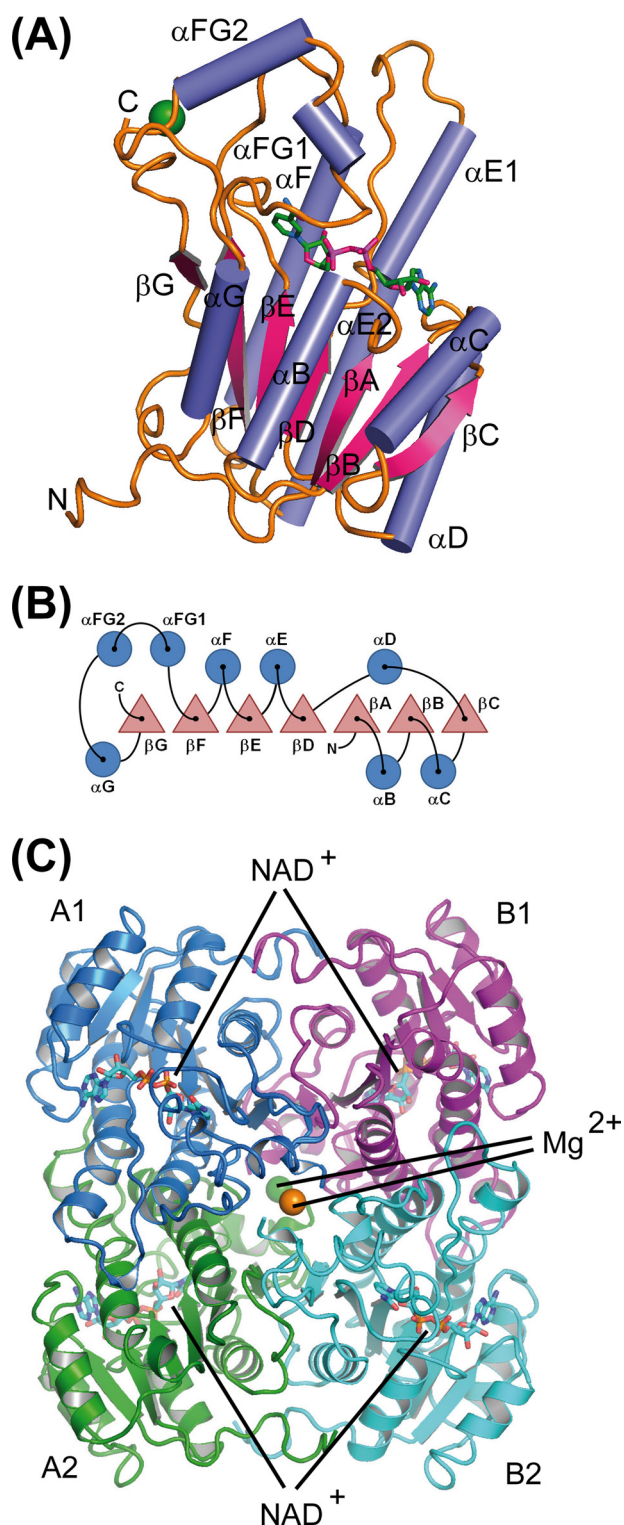 (A)
αFG2
C
αFG1
αF
αE1
βG
αG
βE
αE2
αC
αB
βA
βF
βD
βC
βB
N
αD
(B)
αFG2 αFG1
αF αE αD
C
βA βB βC
βG βF βE βD
N
αG
αB αC
(C)
NAD+
A1 B1
Mg2+
A2 B2
NAD+